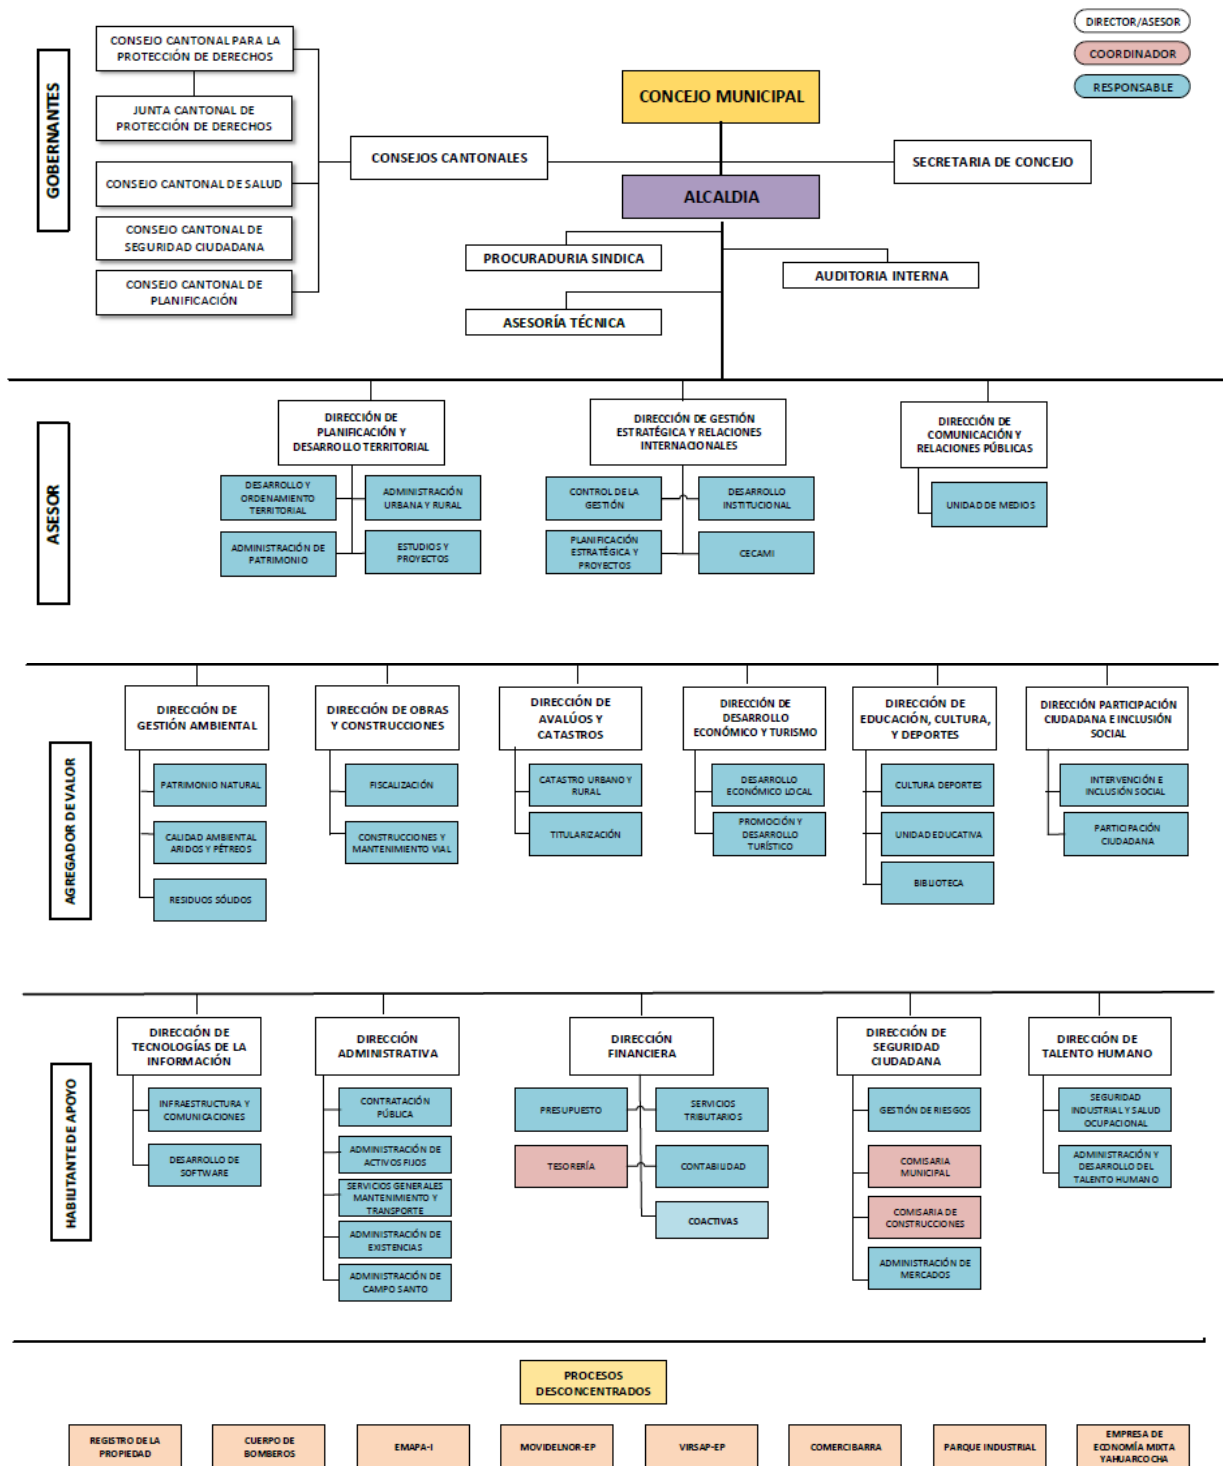 DIRECTOR/ASESOR
COORDINADOR
RESPONSABLE
GOBERNANTES
CONSEJO CANTONAL PARA LA
PROTECCIÓN DE DERECHOS
JUNTA CANTONAL DE
PROTECCIÓN DE DERECHOS
CONSEJO CANTONAL DE SALUD
CONSEJO CANTONAL DE
SEGURIDAD CIUDADANA
CONSEJO CANTONAL DE
PLANIFICACIÓN
CONSEJOS CANTONALES
CONCEJO MUNICIPAL
SECRETARIA DE CONCEJO
ALCALDIA
PROCURADURIA SINDICA
AUDITORIA INTERNA
ASESORÍA TÉCNICA
ASESOR
DIRECCIÓN DE
PLANIFICACIÓN Y
DESARROLLO TERRITORIAL
DESARROLLO Y
ORDENAMIENTO
TERRITORIAL
ADMINISTRACIÓN
URBANA Y RURAL
ADMINISTRACIÓN DE
PATRIMONIO
ESTUDIOS Y
PROYECTOS
DIRECCIÓN DE GESTIÓN
ESTRATÉGICA Y RELACIONES
INTERNACIONALES
CONTROL DE LA
GESTIÓN
DESARROLLO
INSTITUCIONAL
PLANIFICACIÓN
ESTRATÉGICA Y
PROYECTOS
CECAMI
DIRECCIÓN DE
COMUNICACIÓN Y
RELACIONES PÚBLICAS
UNIDAD DE MEDIOS
AGREGADOR DE VALOR
DIRECCIÓN DE
GESTIÓN AMBIENTAL
PATRIMONIO NATURAL
CALIDAD AMBIENTAL
ARIDOS Y PÉTREOS
RESIDUOS SÓLIDOS
DIRECCIÓN DE OBRAS
Y CONSTRUCCIONES
FISCALIZACIÓN
CONSTRUCCIONES Y
MANTENIMIENTO VIAL
DIRECCIÓN DE
AVALÚOS Y
CATASTROS
CATASTRO URBANO Y
RURAL
TITULARIZACIÓN
DIRECCIÓN DE
DESARROLLO
ECONÓMICO Y TURISMO
DESARROLLO
ECONÓMICO LOCAL
PROMOCIÓN Y
DESARROLLO
TURÍSTICO
DIRECCIÓN DE
EDUCACIÓN, CULTURA,
Y DEPORTES
CULTURA DEPORTES
UNIDAD EDUCATIVA
BIBLIOTECA
DIRECCIÓN PARTICIPACIÓN
CIUDADANA E INCLUSIÓN
SOCIAL
INTERVENCIÓN E
INCLUSIÓN SOCIAL
PARTICIPACIÓN
CIUDADANA
HABILITANTE DE APOYO
DIRECCIÓN DE
TECNOLOGÍAS DE LA
INFORMACIÓN
INFRAESTRUCTURA Y
COMUNICACIONES
DESARROLLO DE
SOFTWARE
DIRECCIÓN
ADMINISTRATIVA
CONTRATACIÓN
PÚBLICA
ADMINISTRACIÓN DE
ACTIVOS FIJOS
SERVICIOS GENERALES
MANTENIMIENTO Y
TRANSPORTE
ADMINISTRACIÓN DE
EXISTENCIAS
ADMINISTRACIÓN DE
CAMPO SANTO
DIRECCIÓN
FINANCIERA
PRESUPUESTO
SERVICIOS
TRIBUTARIOS
TESORERÍA
CONTABILIDAD
COACTIVAS
DIRECCIÓN DE
SEGURIDAD
CIUDADANA
GESTIÓN DE RIESGOS
COMISARIA
MUNICIPAL
COMISARIA DE
CONSTRUCCIONES
ADMINISTRACIÓN DE
MERCADOS
DIRECCIÓN DE
TALENTO HUMANO
SEGURIDAD
INDUSTRIAL Y SALUD
OCUPACIONAL
ADMINISTRACIÓN Y
DESARROLLO DEL
TALENTO HUMANO
PROCESOS
DESCONCENTRADOS
REGISTRO DE LA
PROPIEDAD
CUERPO DE
BOMBEROS
EMAPA-I
MOVIDELNOR-EP
VIRSAP-EP
COMERCIBARRA
PARQUE INDUSTRIAL
EMPRESA DE
ECONOMÍA MIXTA
YAHUARCOCHA